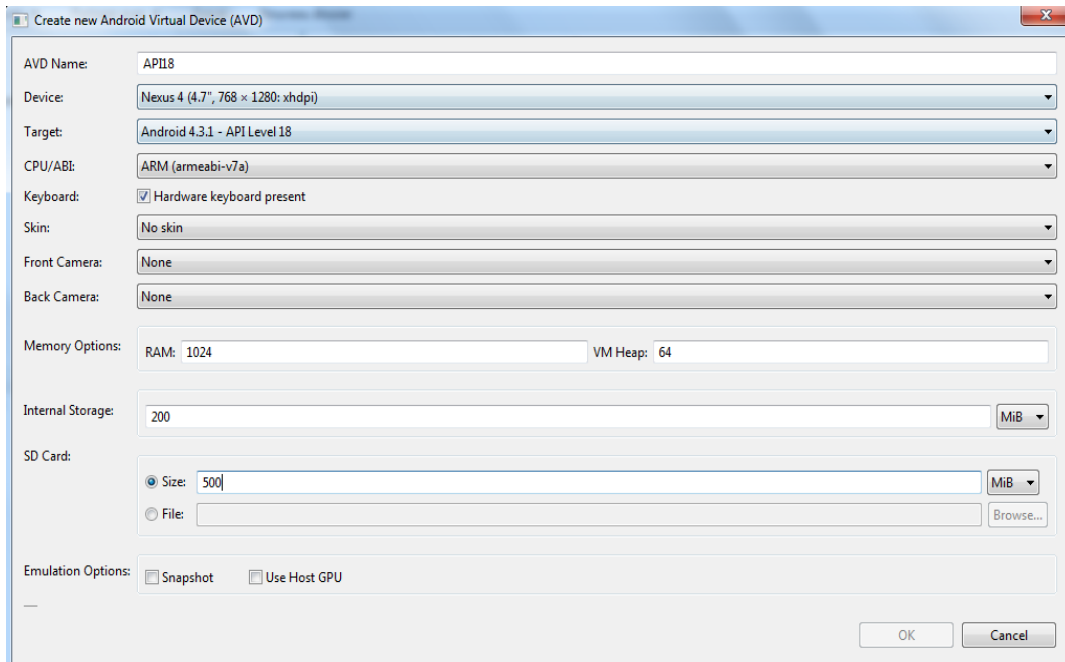 Create new Android Virtual Device (AVD)
AVD Name: API18
Device: Nexus 4 (4.7", 768 × 1280: xhdpi)
Target: Android 4.3.1 - API Level 18
CPU/ABI: ARM (armeabi-v7a)
Keyboard: Hardware keyboard present
Skin: No skin
Front Camera: None
Back Camera: None
Memory Options: RAM: 1024 VM Heap: 64
Internal Storage: 200 MiB
SD Card:
Size: 500 MiB
File: Browse...
Emulation Options: Snapshot Use Host GPU
OK Cancel